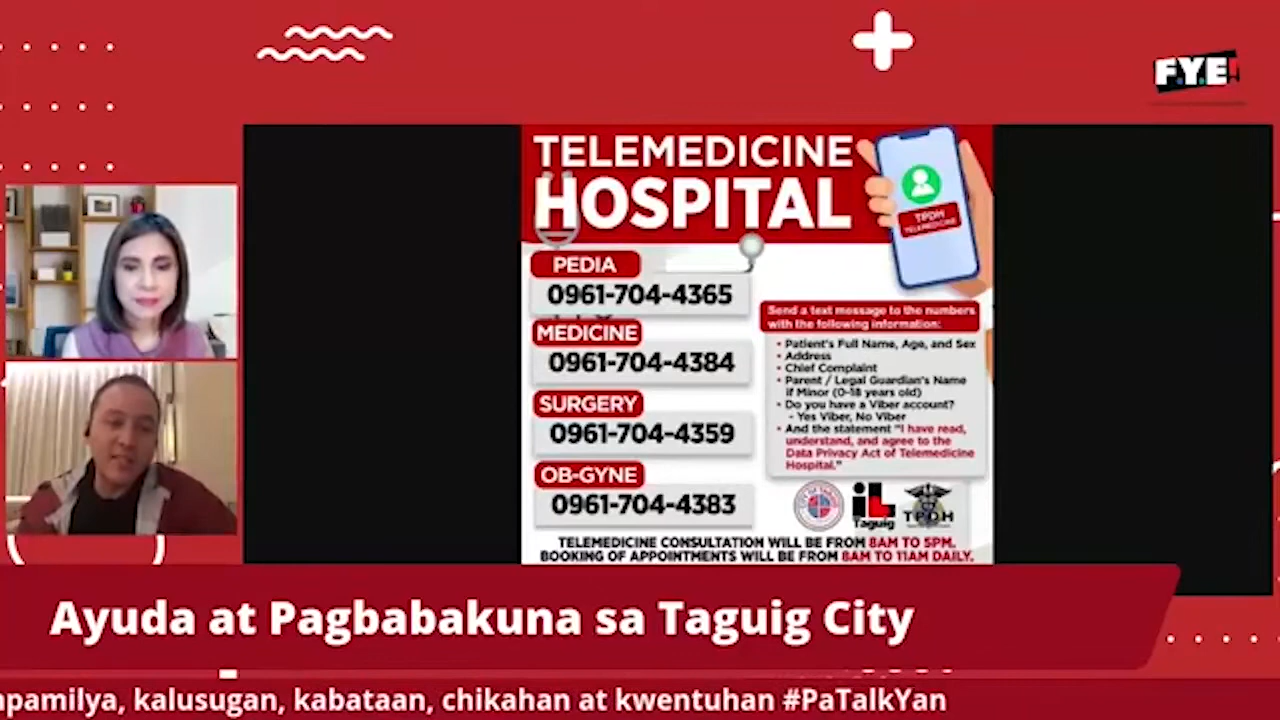 F.Y.E!
TELEMEDICINE
HOSPITAL
TPDH
TELEMEDICINE
PEDIA
0961-704-4365
MEDICINE
0961-704-4384
SURGERY
0961-704-4359
OB-GYNE
0961-704-4383
Send a text message to the numbers
with the following information:
• Patient's Full Name, Age, and Sex
• Address
• Chief Complaint
• Parent / Legal Guardian's Name
if Minor (0-18 years old)
• Do you have a Viber account?
- Yes Viber, No Viber
• And the statement "I have read,
understand, and agree to the
Data Privacy Act of Telemedicine
Hospital."
iL
Taguig
TPDH
TELEMEDICINE CONSULTATION WILL BE FROM 8AM TO 5PM.
BOOKING OF APPOINTMENTS WILL BE FROM 8AM TO 11AM DAILY.
Ayuda at Pagbabakuna sa Taguig City
apamilya, kalusugan, kabataan, chikahan at kwentuhan #PaTalkYan